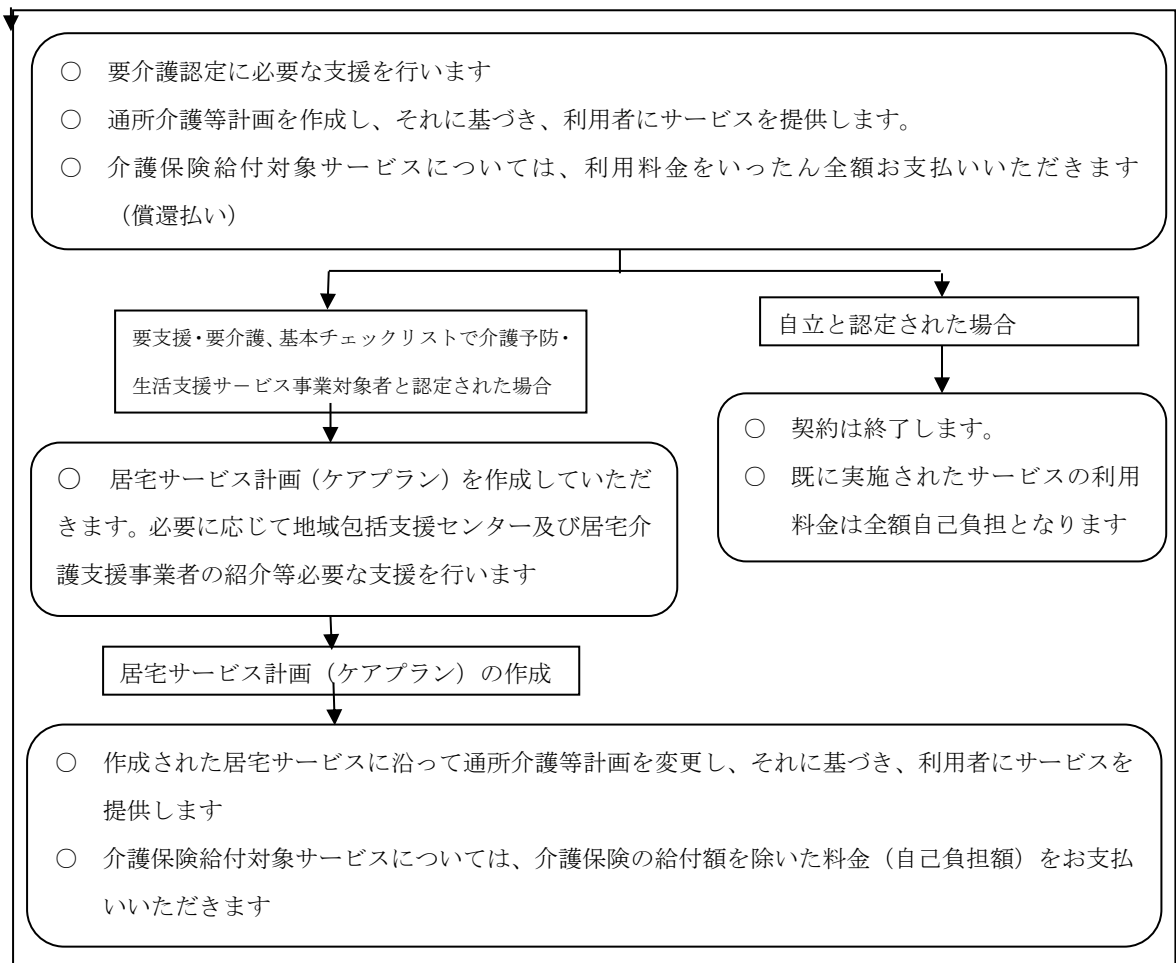 ○ 要介護認定に必要な支援を行います
○ 通所介護等計画を作成し、それに基づき、利用者にサービスを提供します。
○ 介護保険給付対象サービスについては、利用料金をいったん全額お支払いいただきます
（償還払い）
要支援・要介護、基本チェックリストで介護予防・
生活支援サービス事業対象者と認定された場合
自立と認定された場合
○ 契約は終了します。
○ 既に実施されたサービスの利用
料金は全額自己負担となります
○ 居宅サービス計画（ケアプラン）を作成していただ
きます。必要に応じて地域包括支援センター及び居宅介
護支援事業者の紹介等必要な支援を行います
居宅サービス計画（ケアプラン）の作成
○ 作成された居宅サービスに沿って通所介護等計画を変更し、それに基づき、利用者にサービスを
提供します
○ 介護保険給付対象サービスについては、介護保険の給付額を除いた料金（自己負担額）をお支払
いいただきます